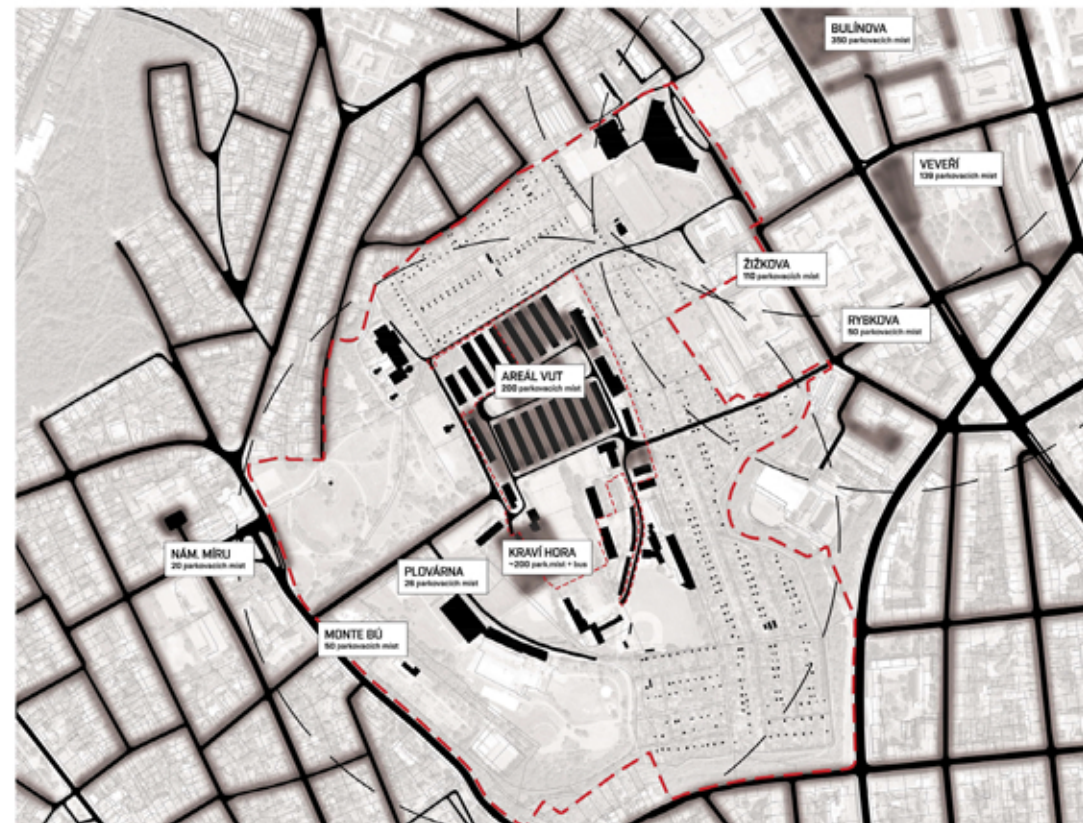 BULÍNOVA
350 parkovacích míst
VEVEŘÍ
139 parkovacích míst
ŽIŽKOVA
110 parkovacích míst
RYBKOVA
50 parkovacích míst
AREÁL VUT
200 parkovacích míst
NÁM. MÍRU
20 parkovacích míst
KRAVÍ HORA
~200 park.míst + bus
PLOVÁRNA
26 parkovacích míst
MONTE BÚ
50 parkovacích míst